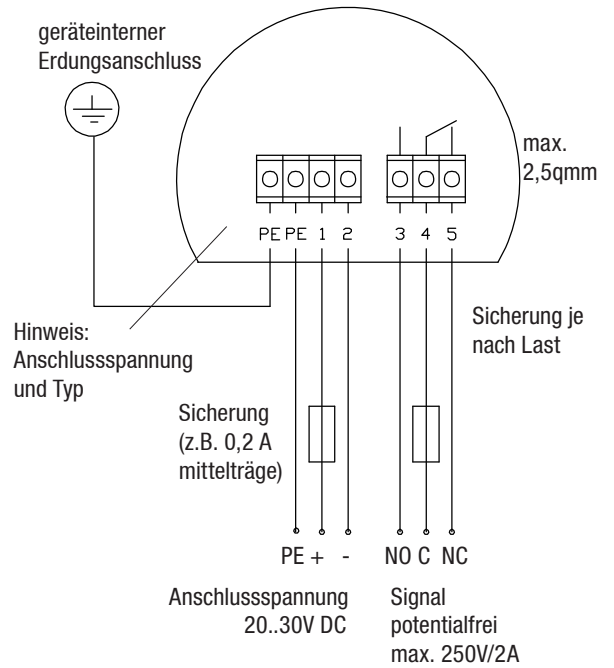 geräteinterner
Erdungsanschluss
max.
2,5qmm
PE PE 1 2 3 4 5
Hinweis:
Anschlussspannung
und Typ
Sicherung je
nach Last
Sicherung
(z.B. 0,2 A
mittelträge)
PE + - NO C NC
Anschlussspannung
20..30V DC
Signal
potentialfrei
max. 250V/2A